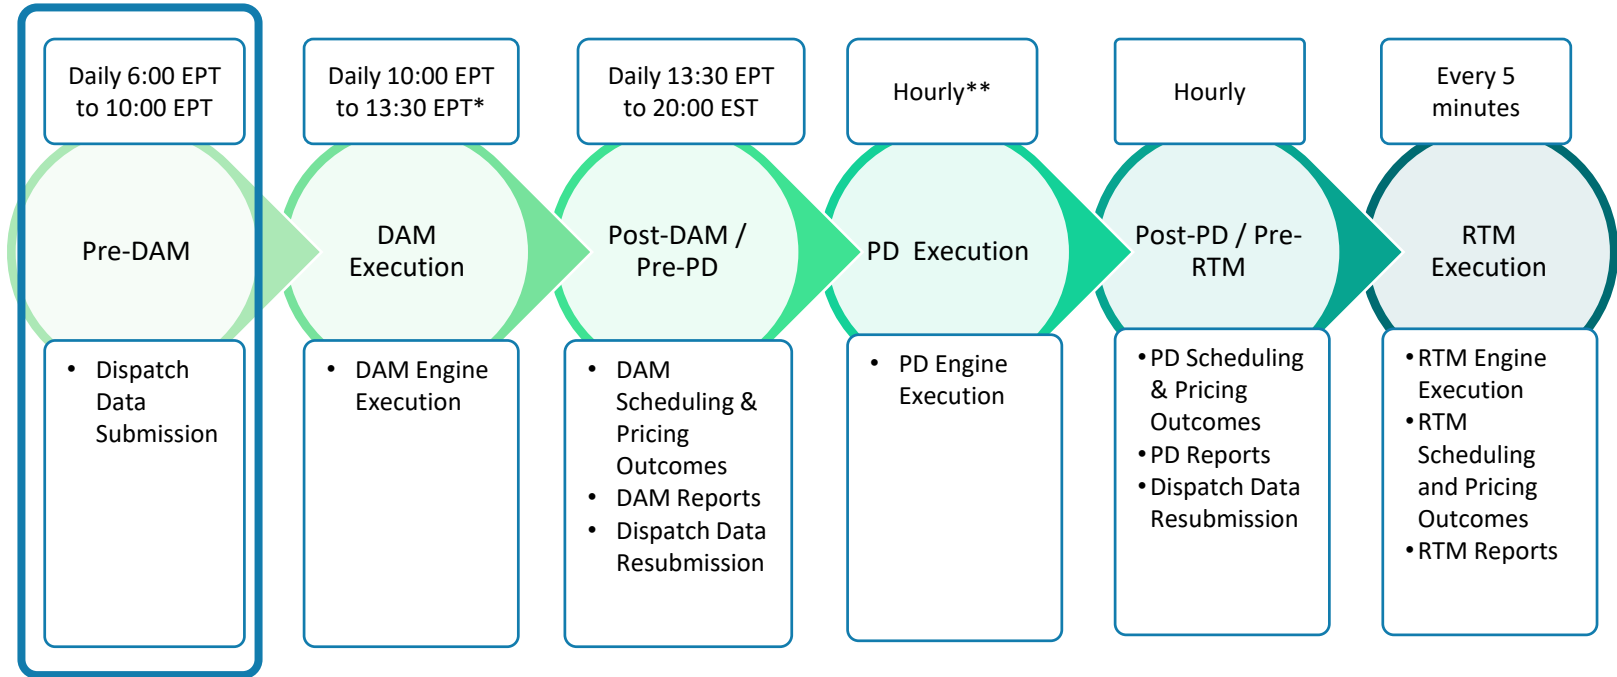 Daily 6:00 EPT
to 10:00 EPT
Pre-DAM
• Dispatch
Data
Submission
Daily 10:00 EPT
to 13:30 EPT*
DAM
Execution
• DAM Engine
Execution
Daily 13:30 EPT
to 20:00 EST
Post-DAM /
Pre-PD
• DAM
Scheduling &
Pricing
Outcomes
• DAM Reports
• Dispatch Data
Resubmission
Hourly**
PD Execution
• PD Engine
Execution
Hourly
Post-PD / Pre-
RTM
• PD Scheduling
& Pricing
Outcomes
• PD Reports
• Dispatch Data
Resubmission
Every 5
minutes
RTM
Execution
• RTM Engine
Execution
• RTM
Scheduling
and Pricing
Outcomes
• RTM Reports